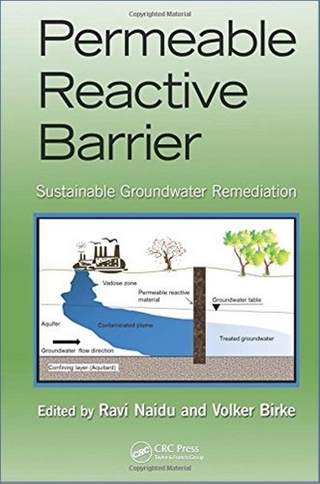 Permeable
Reactive
Barrier
Sustainable Groundwater Remediation
Vadose zone
Permeable reactive
material
Groundwater table
Aquifer
Contaminated plume
Treated groundwater
Groundwater flow direction
Confining layer (Aquitard)
Edited by Ravi Naidu and Volker Birke
CRC
CRC Press
Taylor & Francis Group